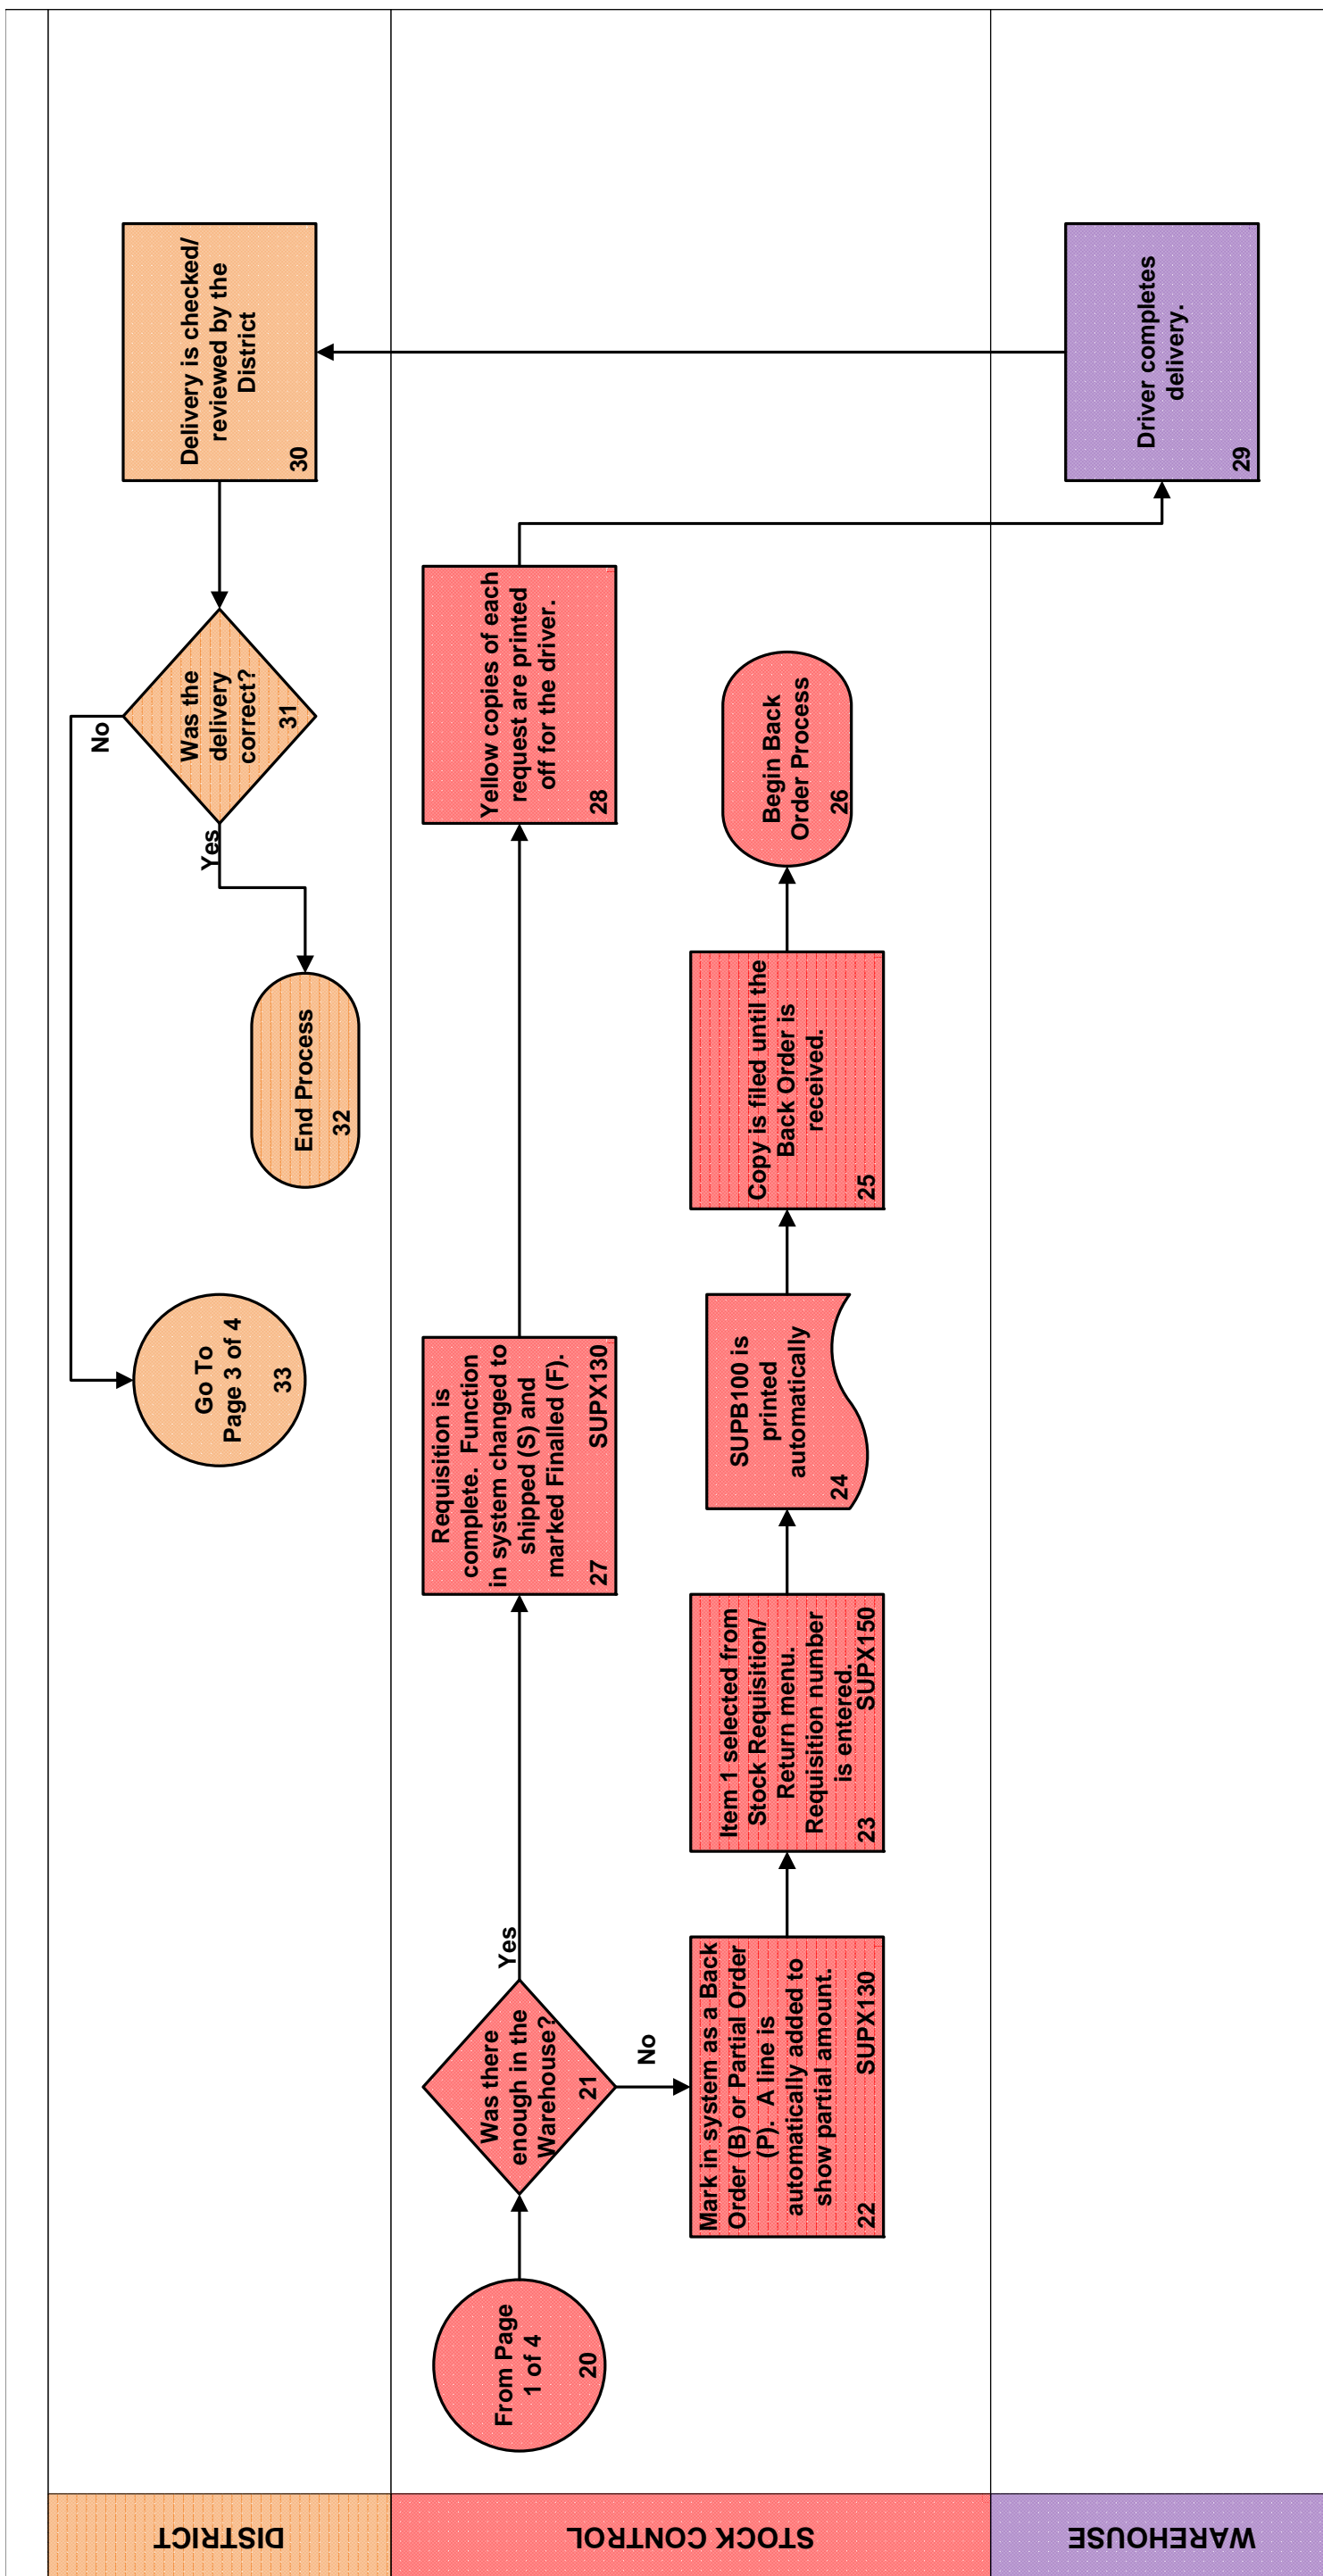 DISTRICT
Go To
Page 3 of 4
33
End Process
32
Yes
No
Was the
delivery
correct?
31
Delivery is checked/
reviewed by the
District
30
STOCK CONTROL
From Page
1 of 4
20
Was there
enough in the
Warehouse?
21
Yes
No
Requisition is
complete. Function
in system changed to
shipped (S) and
marked Finalled (F).
27 SUPX130
Yellow copies of each
request are printed
off for the driver.
28
Mark in system as a Back
Order (B) or Partial Order
(P). A line is
automatically added to
show partial amount.
22 SUPX130
Item 1 selected from
Stock Requisition/
Return menu.
Requisition number
is entered.
23 SUPX150
SUPB100 is
printed
automatically
24
Copy is filed until the
Back Order is
received.
25
Begin Back
Order Process
26
WAREHOUSE
Driver completes
delivery.
29